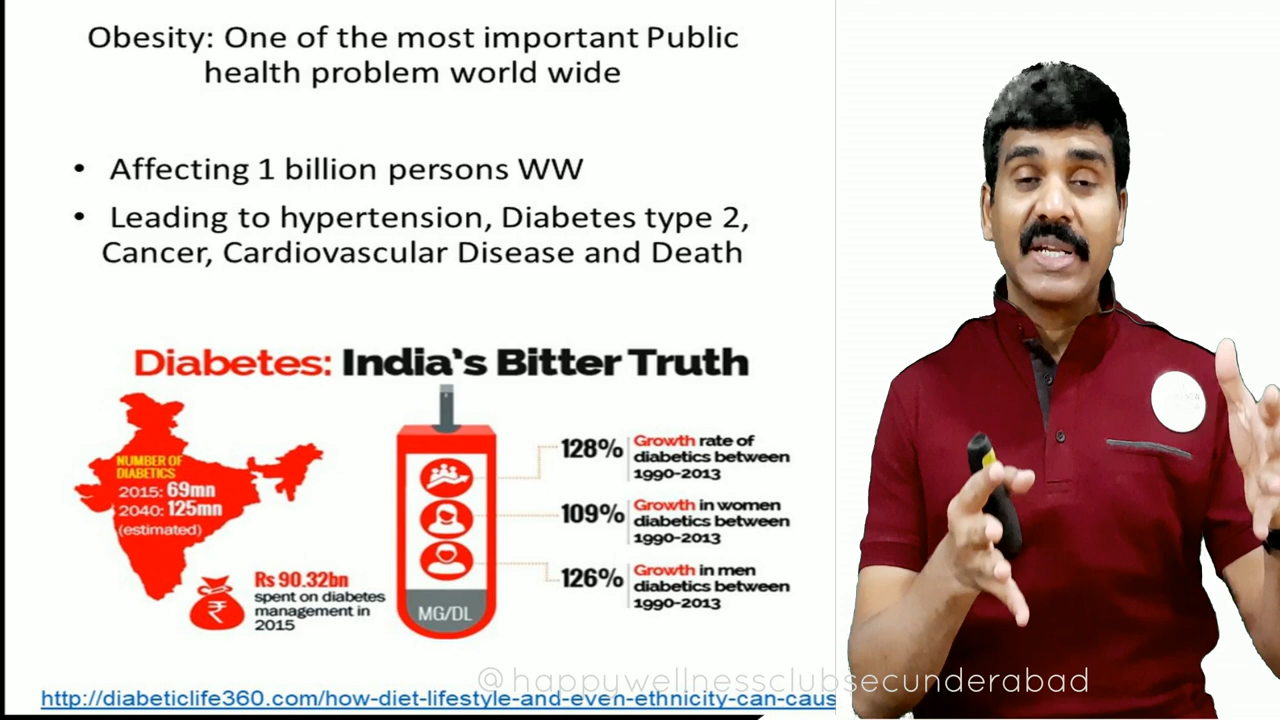 Obesity: One of the most important Public
health problem world wide
• Affecting 1 billion persons WW
• Leading to hypertension, Diabetes type 2,
Cancer, Cardiovascular Disease and Death
Diabetes: India's Bitter Truth
NUMBER OF
DIABETICS
2015: 69mn
2040: 125mn
(estimated)
Rs 90.32bn
spent on diabetes
management in
2015
MG/DL
128% Growth rate of
diabetics between
1990-2013
109% Growth in women
diabetics between
1990-2013
126% Growth in men
diabetics between
1990-2013
@happywellnessclubsecunderabad
http://diabeticlife360.com/how-diet-lifestyle-and-even-ethnicity-can-caus